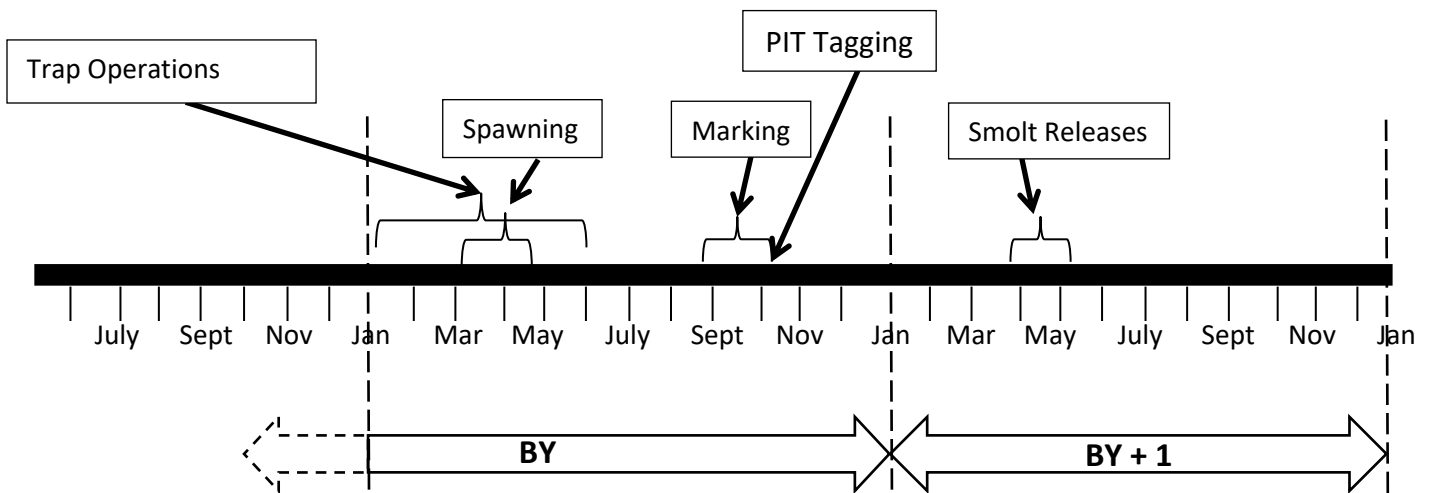 PIT Tagging
Trap Operations
Spawning
Marking
Smolt Releases
July Sept Nov Jan Mar May July Sept Nov Jan Mar May July Sept Nov Jan
BY
BY + 1